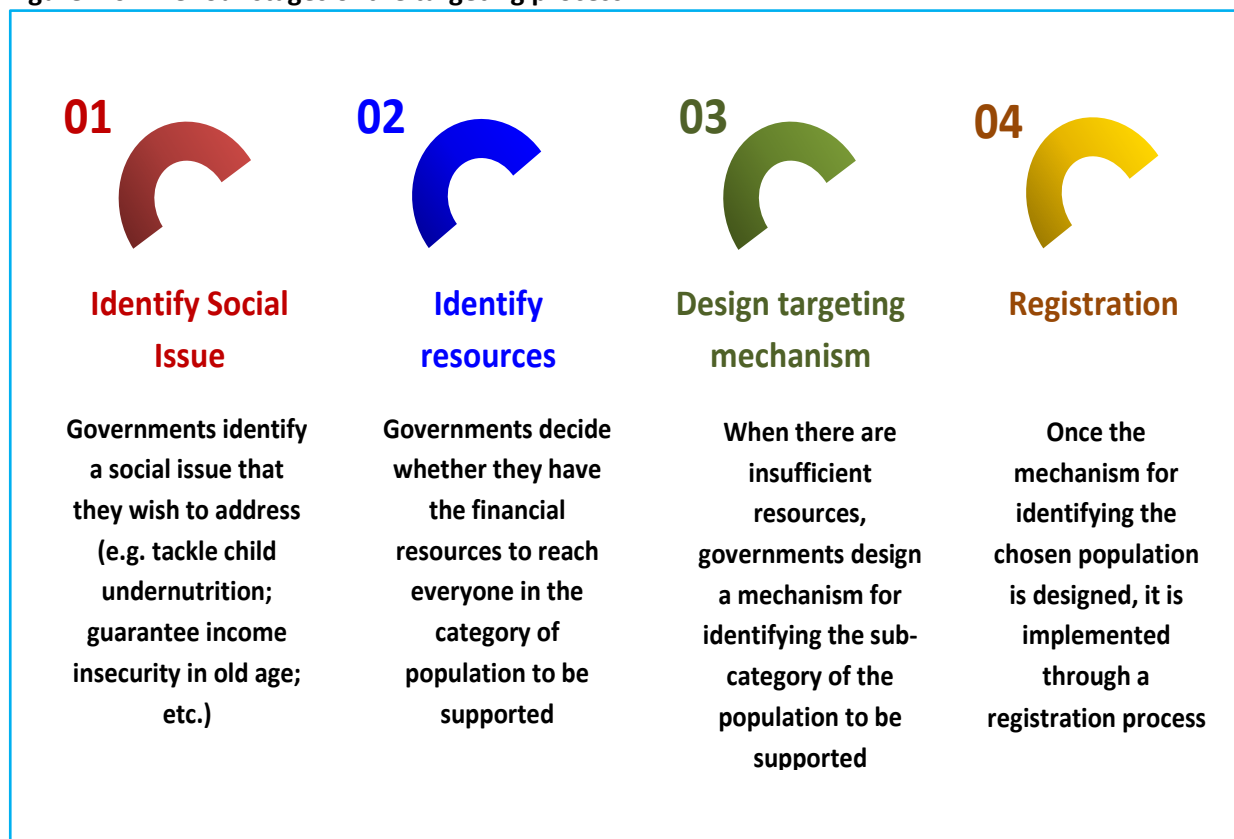 01
Identify Social
Issue
Governments identify
a social issue that
they wish to address
(e.g. tackle child
undernutrition;
guarantee income
insecurity in old age;
etc.)
02
Identify
resources
Governments decide
whether they have
the financial
resources to reach
everyone in the
category of
population to be
supported
03
Design targeting
mechanism
When there are
insufficient
resources,
governments design
a mechanism for
identifying the sub-
category of the
population to be
supported
04
Registration
Once the
mechanism for
identifying the
chosen population
is designed, it is
implemented
through a
registration process